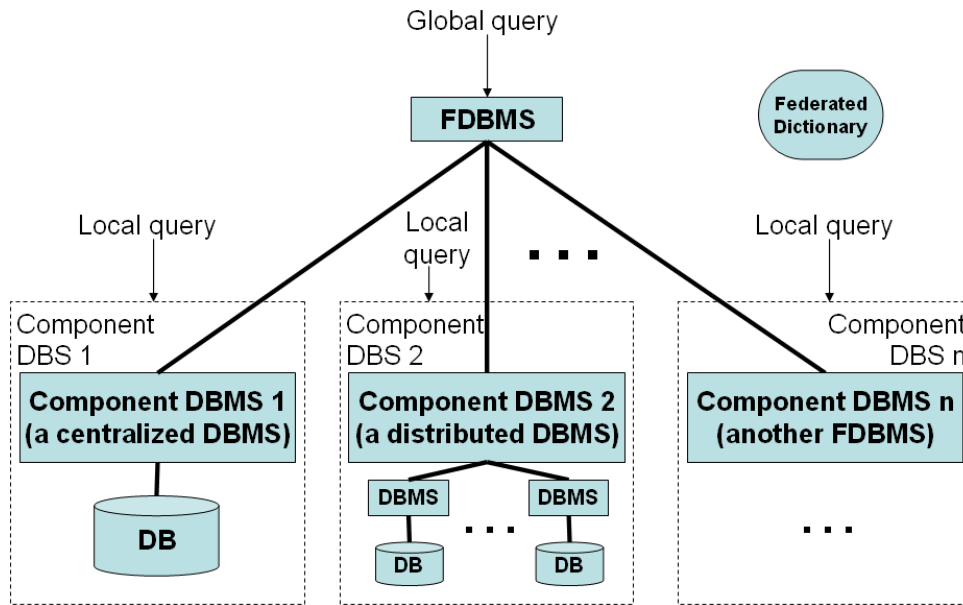 Global query
FDBMS
Federated
Dictionary
Local query
Local
query
Local query
. . .
Component
DBS 1
Component
DBS 2
Component
DBS n
Component DBMS 1
(a centralized DBMS)
Component DBMS 2
(a distributed DBMS)
Component DBMS n
(another FDBMS)
DB
DBMS
DBMS
. . .
DB
DB
. . .